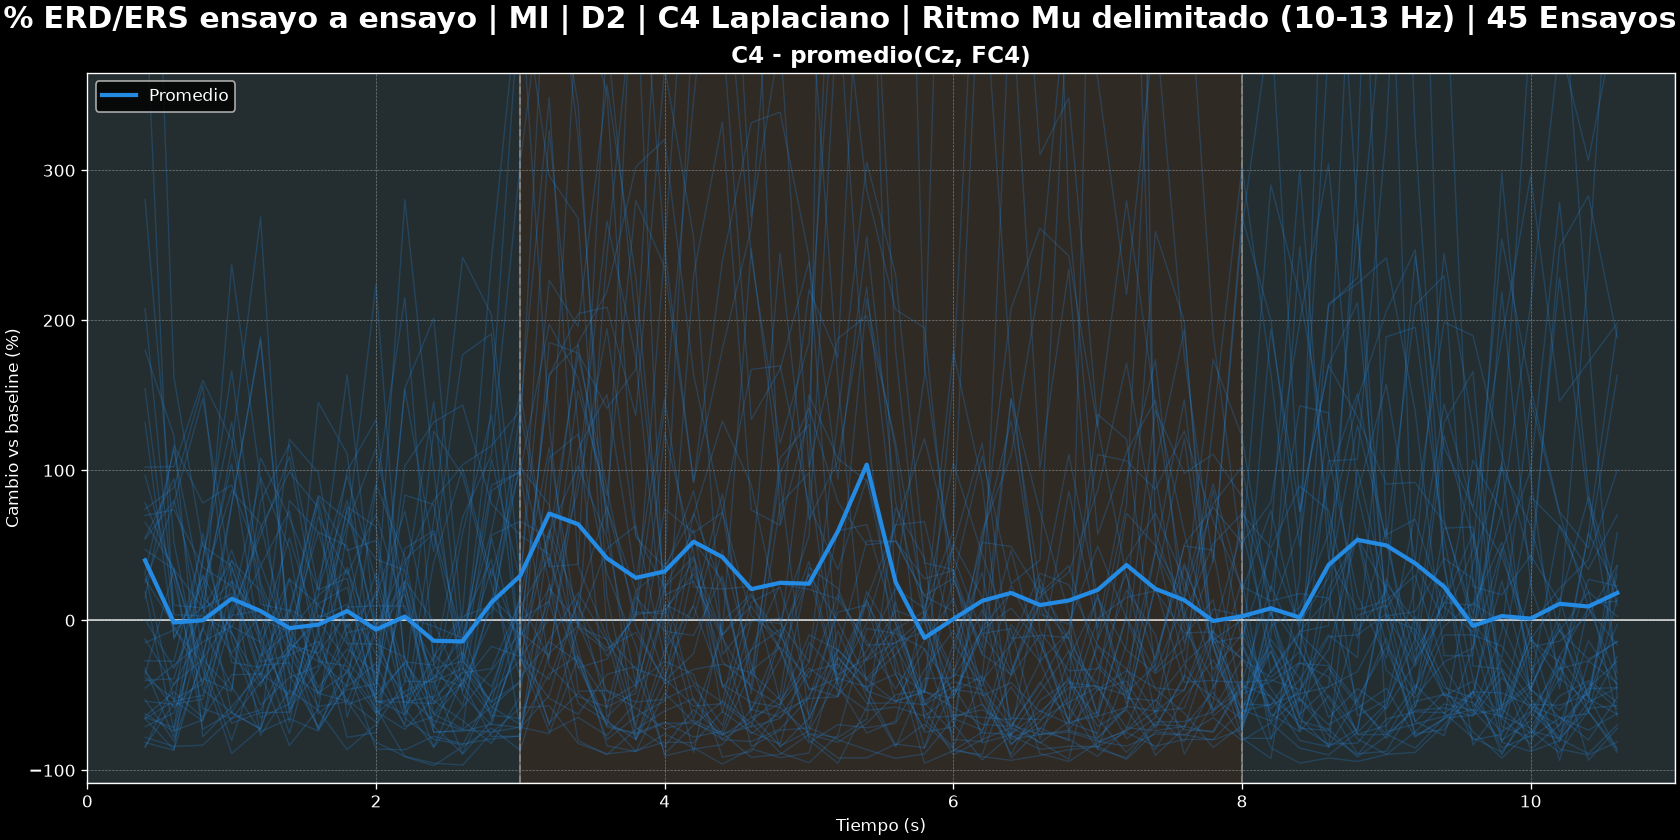 % ERD/ERS ensayo a ensayo | MI | D2 | C4 Laplaciano | Ritmo Mu delimitado (10-13 Hz) | 45 Ensayos
C4 - promedio(Cz, FC4)
Promedio
Cambio vs baseline (%)
300
200
100
0
−100
0 2 4 6 8 10
Tiempo (s)